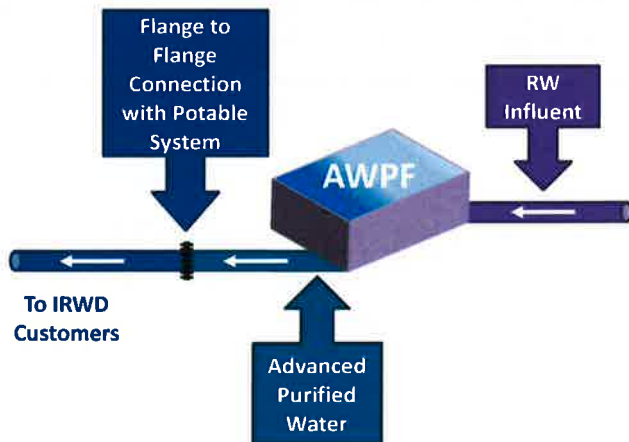 Flange to
Flange
Connection
with Potable
System
RW
Influent
AWPF
To IRWD
Customers
Advanced
Purified
Water